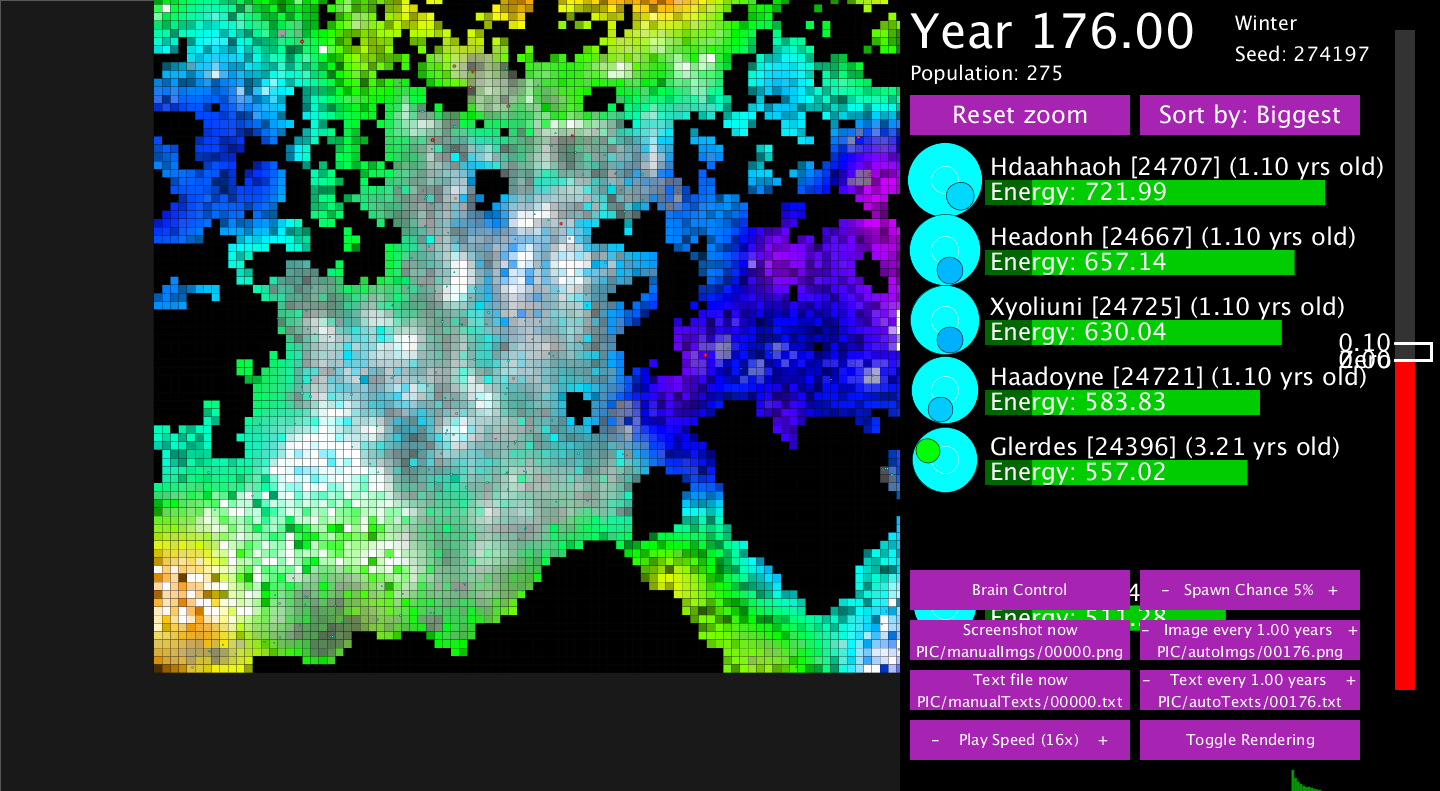 Year 176.00
Winter
Seed: 274197
Population: 275
Reset zoom
Sort by: Biggest
Hdaahhaoh [24707] (1.10 yrs old)
Energy: 721.99
Headonh [24667] (1.10 yrs old)
Energy: 657.14
Xyoliuni [24725] (1.10 yrs old)
Energy: 630.04
0.10
Haadoyne [24721] (1.10 yrs old)
Energy: 583.83
Glerdes [24396] (3.21 yrs old)
Energy: 557.02
Brain Control
– Spawn Chance 5% +
Energy: 511.28
Screenshot now
PIC/manualImgs/00000.png
– Image every 1.00 years +
PIC/autoImgs/00176.png
Text file now
PIC/manualTexts/00000.txt
– Text every 1.00 years +
PIC/autoTexts/00176.txt
– Play Speed (16x) +
Toggle Rendering